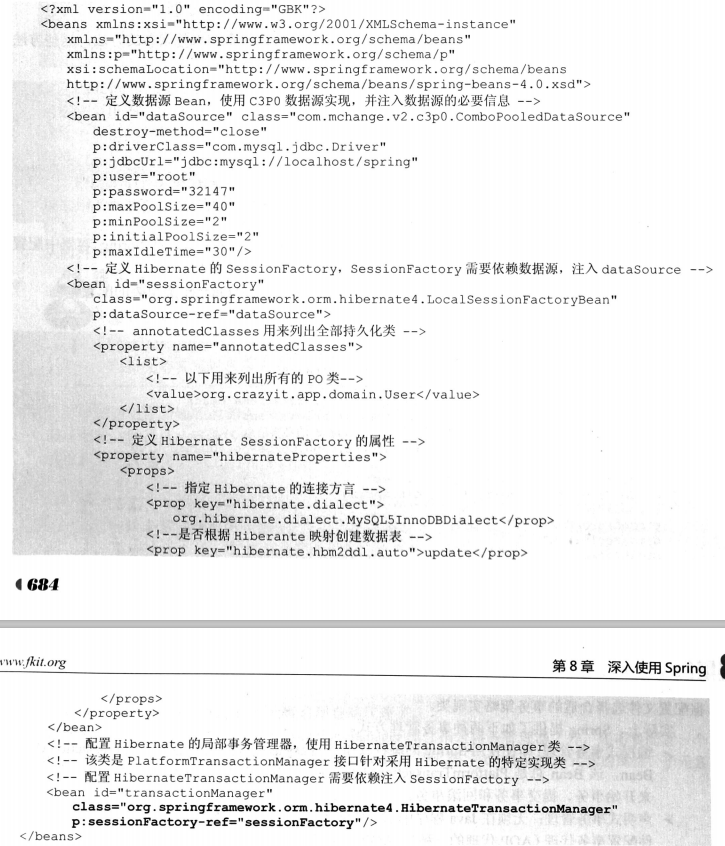 <?xml version="1.0" encoding="GBK"?>
<beans xmlns:xsi="http://www.w3.org/2001/XMLSchema-instance"
xmlns="http://www.springframework.org/schema/beans"
xmlns:p="http://www.springframework.org/schema/p"
xsi:schemaLocation="http://www.springframework.org/schema/beans
http://www.springframework.org/schema/beans/spring-beans-4.0.xsd">
<!-- 定义数据源 Bean，使用 C3P0 数据源实现，并注入数据源的必要信息 -->
<bean id="dataSource" class="com.mchange.v2.c3p0.ComboPooledDataSource"
destroy-method="close"
p:driverClass="com.mysql.jdbc.Driver"
p:jdbcUrl="jdbc:mysql://localhost/spring"
p:user="root"
p:password="32147"
p:maxPoolSize="40"
p:minPoolSize="2"
p:initialPoolSize="2"
p:maxIdleTime="30"/>
<!-- 定义 Hibernate 的 SessionFactory，SessionFactory 需要依赖数据源，注入 dataSource -->
<bean id="sessionFactory"
class="org.springframework.orm.hibernate4.LocalSessionFactoryBean"
p:dataSource-ref="dataSource">
<!-- annotatedClasses 用来列出全部持久化类 -->
<property name="annotatedClasses">
<list>
<!-- 以下用来列出所有的 PO 类-->
<value>org.crazyit.app.domain.User</value>
</list>
</property>
<!-- 定义 Hibernate SessionFactory 的属性 -->
<property name="hibernateProperties">
<props>
<!-- 指定 Hibernate 的连接方言 -->
<prop key="hibernate.dialect">
org.hibernate.dialect.MySQL5InnoDBDialect</prop>
<!--是否根据 Hiberante 映射创建数据表 -->
<prop key="hibernate.hbm2ddl.auto">update</prop>
684
www.fkit.org
第 8 章 深入使用 Spring
</props>
</property>
</bean>
<!-- 配置 Hibernate 的局部事务管理器，使用 HibernateTransactionManager 类 -->
<!-- 该类是 PlatformTransactionManager 接口针对采用 Hibernate 的特定实现类 -->
<!-- 配置 HibernateTransactionManager 需要依赖注入 SessionFactory -->
<bean id="transactionManager"
class="org.springframework.orm.hibernate4.HibernateTransactionManager"
p:sessionFactory-ref="sessionFactory"/>
</beans>